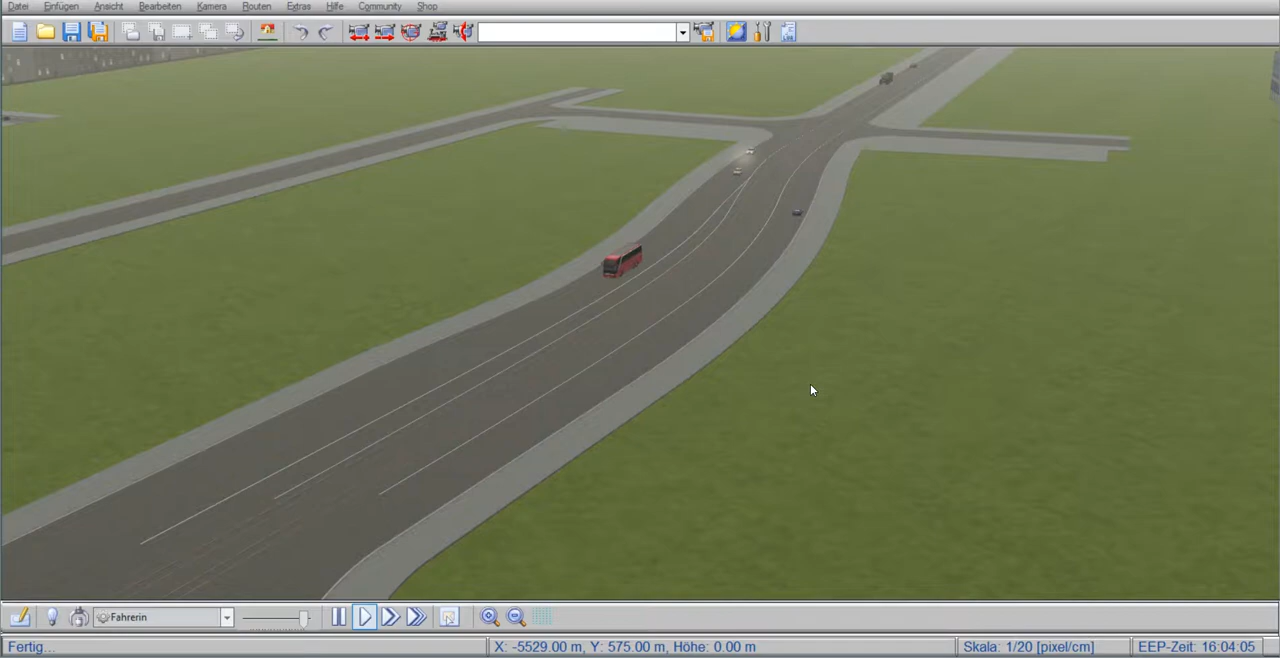 Datei Einfügen Ansicht Bearbeiten Kamera Routen Extras Hilfe Community Shop
LOG
Fahrerin
Fertig... X: -5529.00 m, Y: 575.00 m, Höhe: 0.00 m Skala: 1/20 [pixel/cm] EEP-Zeit: 16:04:05